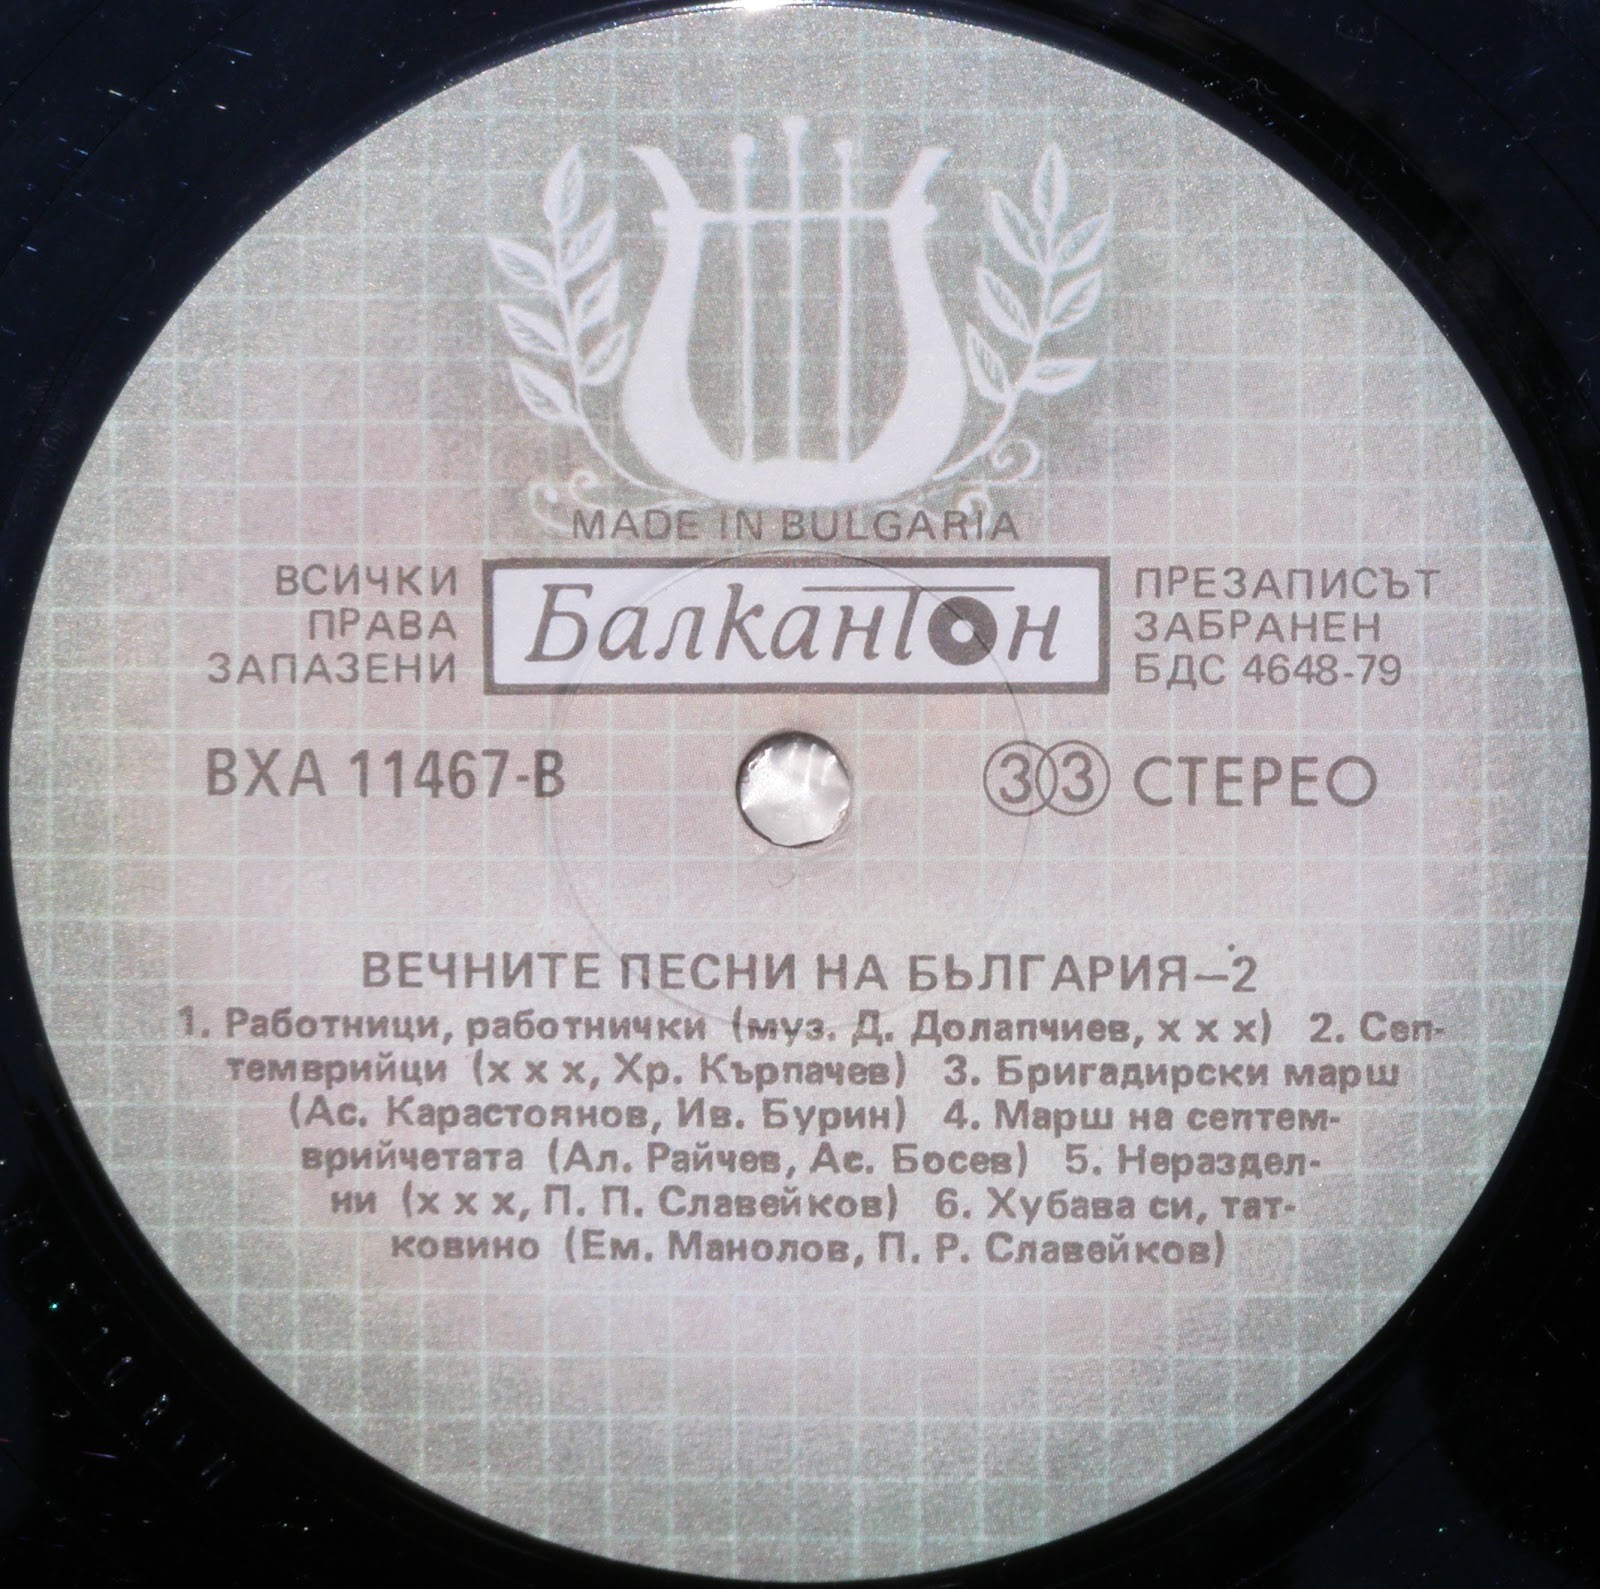 MADE IN BULGARIA
ВСИЧКИ
ПРАВА
ЗАПАЗЕНИ
Балкантон
ПРЕЗАПИСЪТ
ЗАБРАНЕН
БДС 4648-79
ВХА 11467-В
33 СТЕРЕО
ВЕЧНИТЕ ПЕСНИ НА БЪЛГАРИЯ—2
1. Работници, работнички (муз. Д. Долапчиев, х х х) 2. Сеп-
темврийци (х х х, Хр. Кърпачев) 3. Бригадирски марш
(Ас. Карастоянов, Ив. Бурин) 4. Марш на септем-
врийчетата (Ал. Райчев, Ас. Босев) 5. Нераздел-
ни (х х х, П. П. Славейков) 6. Хубава си, тат-
ковино (Ем. Манолов, П. Р. Славейков)